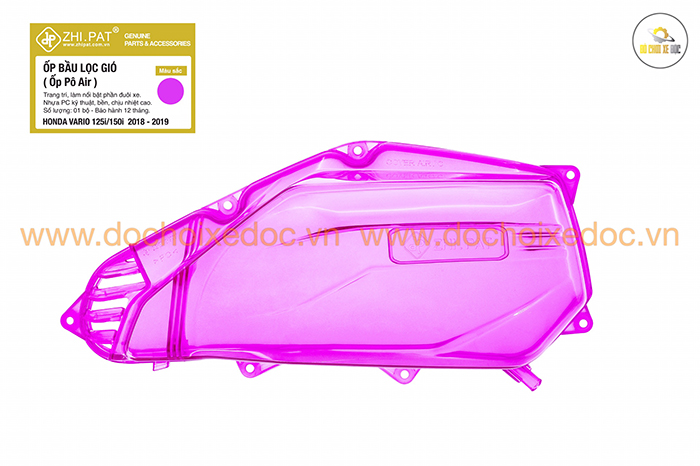 ZHI.PAT®
www.zhi.pat.com.vn
GENUINE
PARTS & ACCESSORIES
ỐP BẦU LỌC GIÓ
( Ốp Pô Air )
Màu sắc
Trang trí, làm nổi bật phần đuôi xe.
Nhựa PC kỹ thuật, bền, chịu nhiệt cao.
Số lượng: 01 bộ - Bảo hành 12 tháng.
HONDA VARIO 125i/150i 2018 - 2019
ĐỒ CHƠI XE ĐỘC
www.dochoixedoc.vn www.dochoixedoc.vn